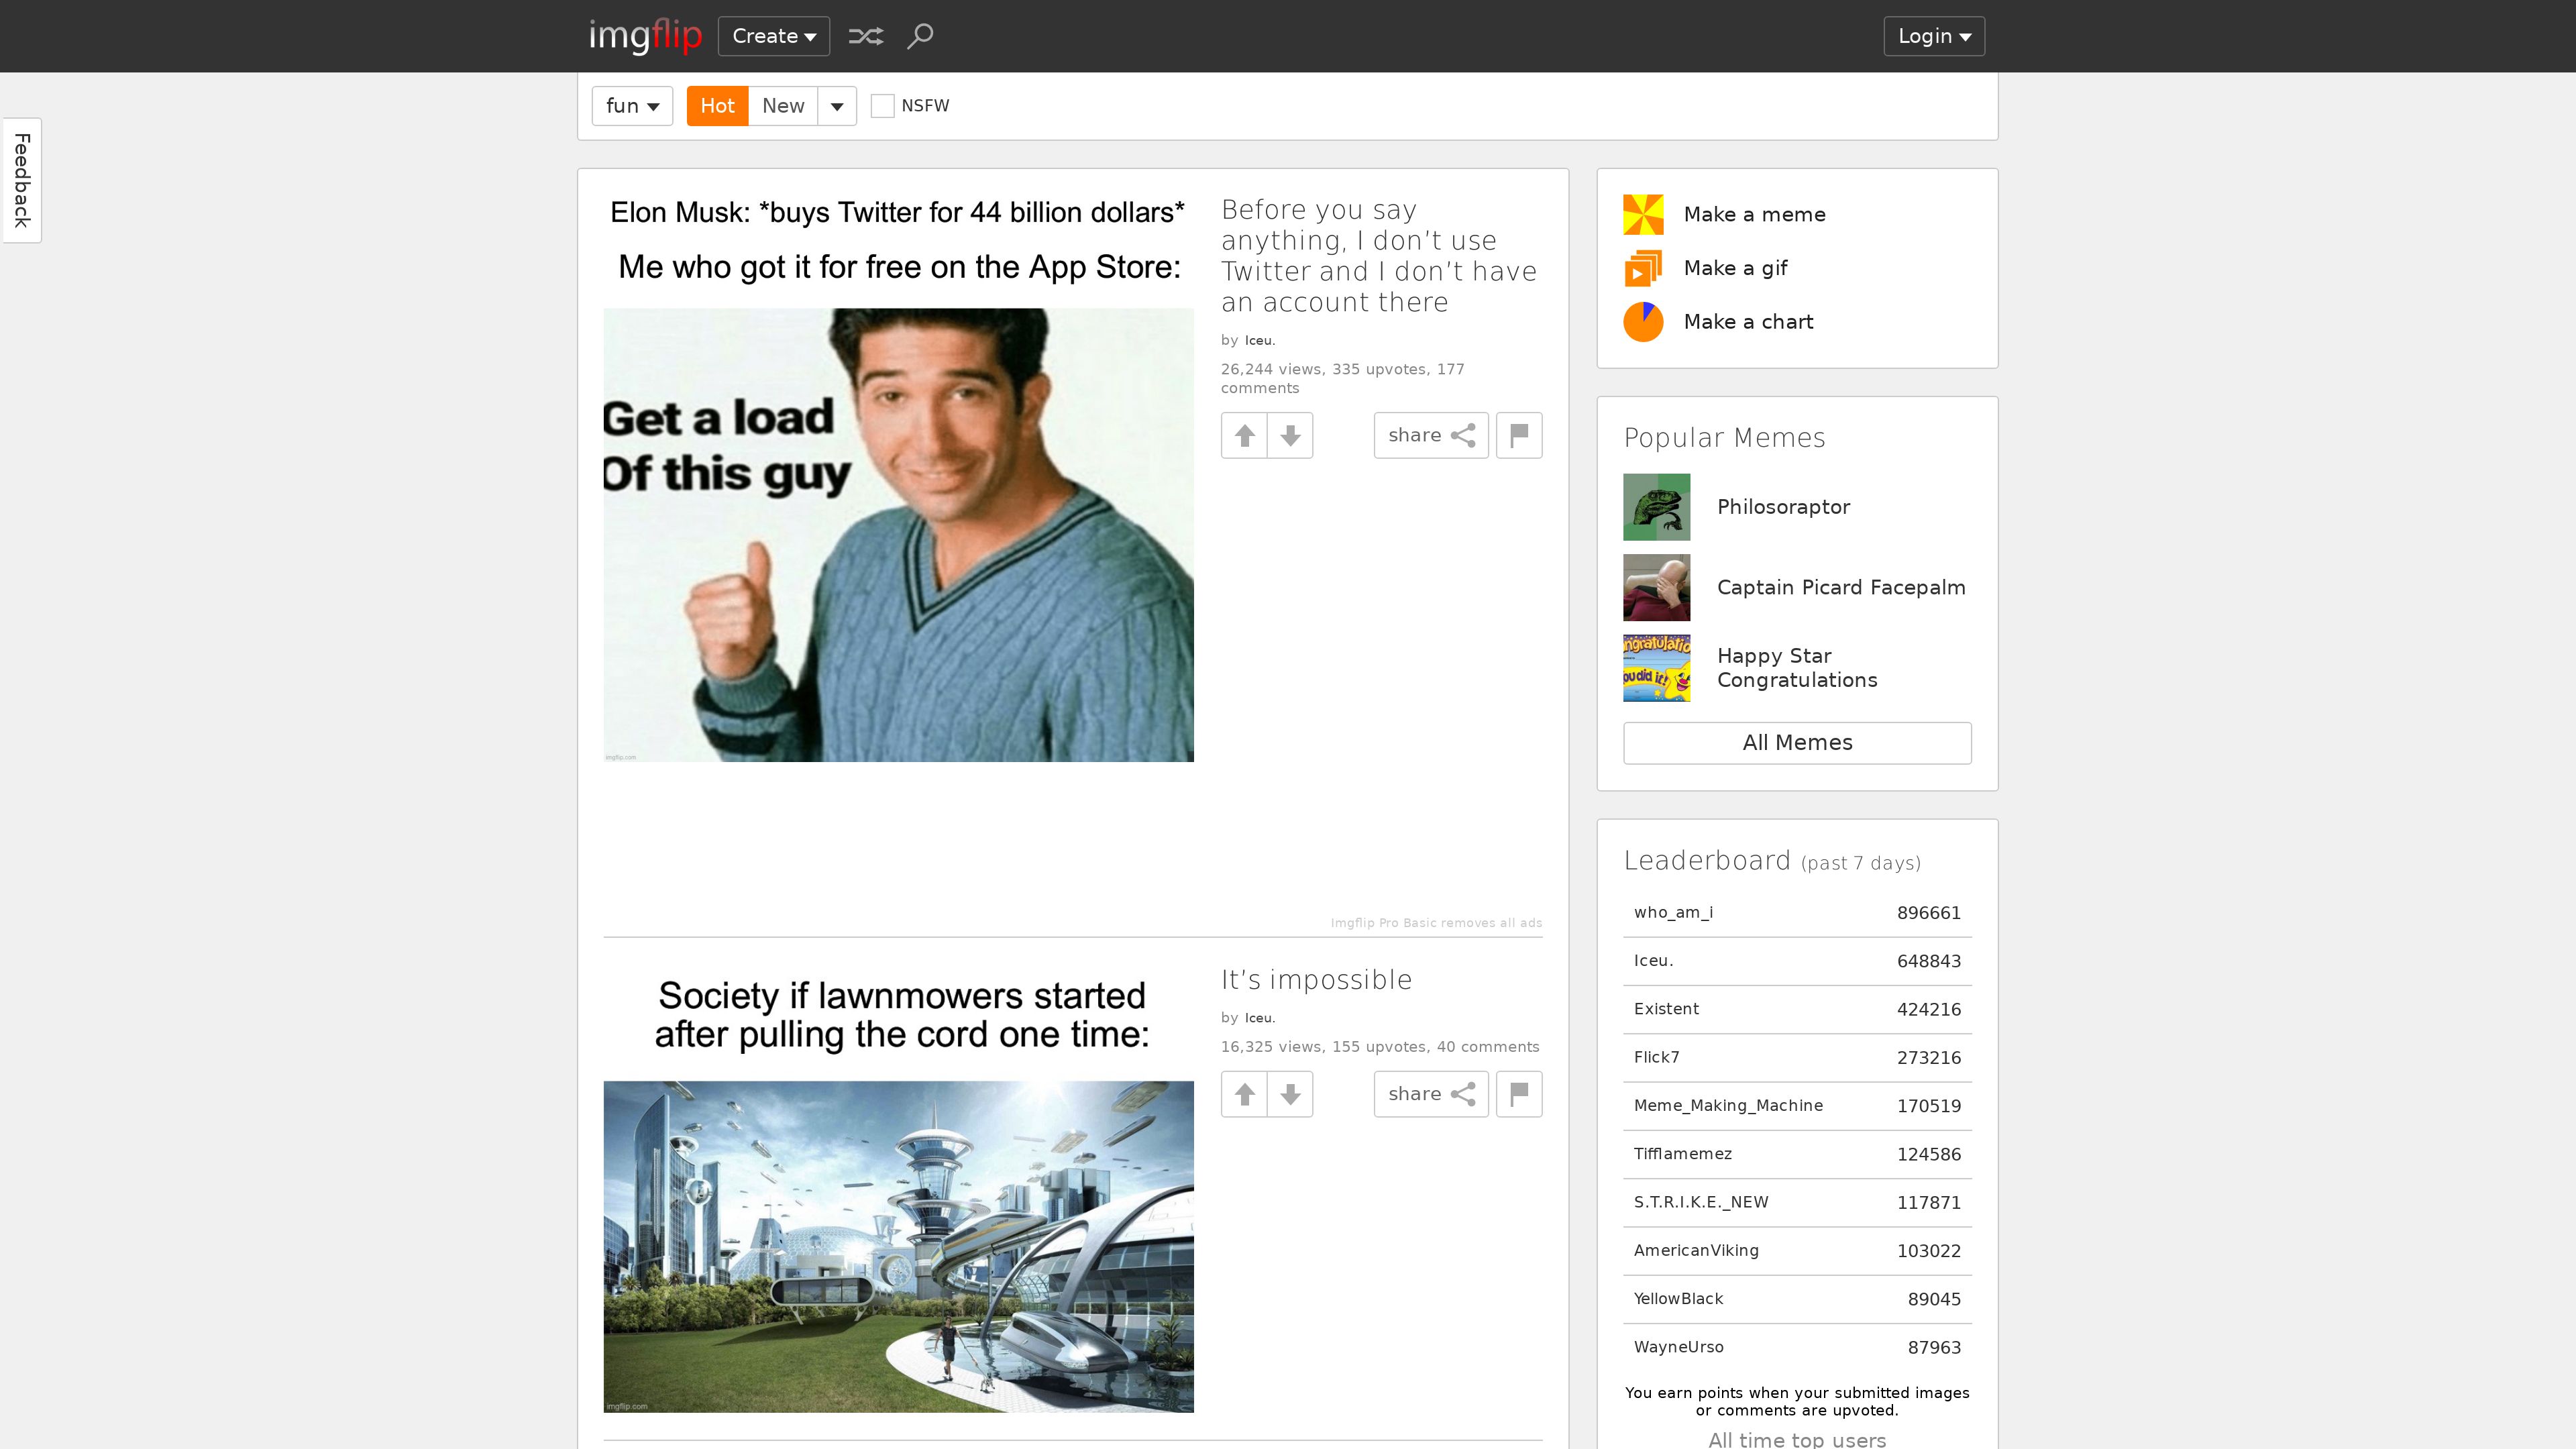 imgflip
Create
Login
fun
Hot
New
NSFW
Feedback
Elon Musk: *buys Twitter for 44 billion dollars*
Me who got it for free on the App Store:
Get a load
Of this guy
imgflip.com
Before you say
anything, I don’t use
Twitter and I don’t have
an account there
by Iceu.
26,244 views, 335 upvotes, 177
comments
share
Imgflip Pro Basic removes all ads
Society if lawnmowers started
after pulling the cord one time:
imgflip.com
It’s impossible
by Iceu.
16,325 views, 155 upvotes, 40 comments
share
Make a meme
Make a gif
Make a chart
Popular Memes
Philosoraptor
Captain Picard Facepalm
Happy Star
Congratulations
All Memes
Leaderboard (past 7 days)
who_am_i 896661
Iceu. 648843
Existent 424216
Flick7 273216
Meme_Making_Machine 170519
Tifflamemez 124586
S.T.R.I.K.E._NEW 117871
AmericanViking 103022
YellowBlack 89045
WayneUrso 87963
You earn points when your submitted images
or comments are upvoted.
All time top users